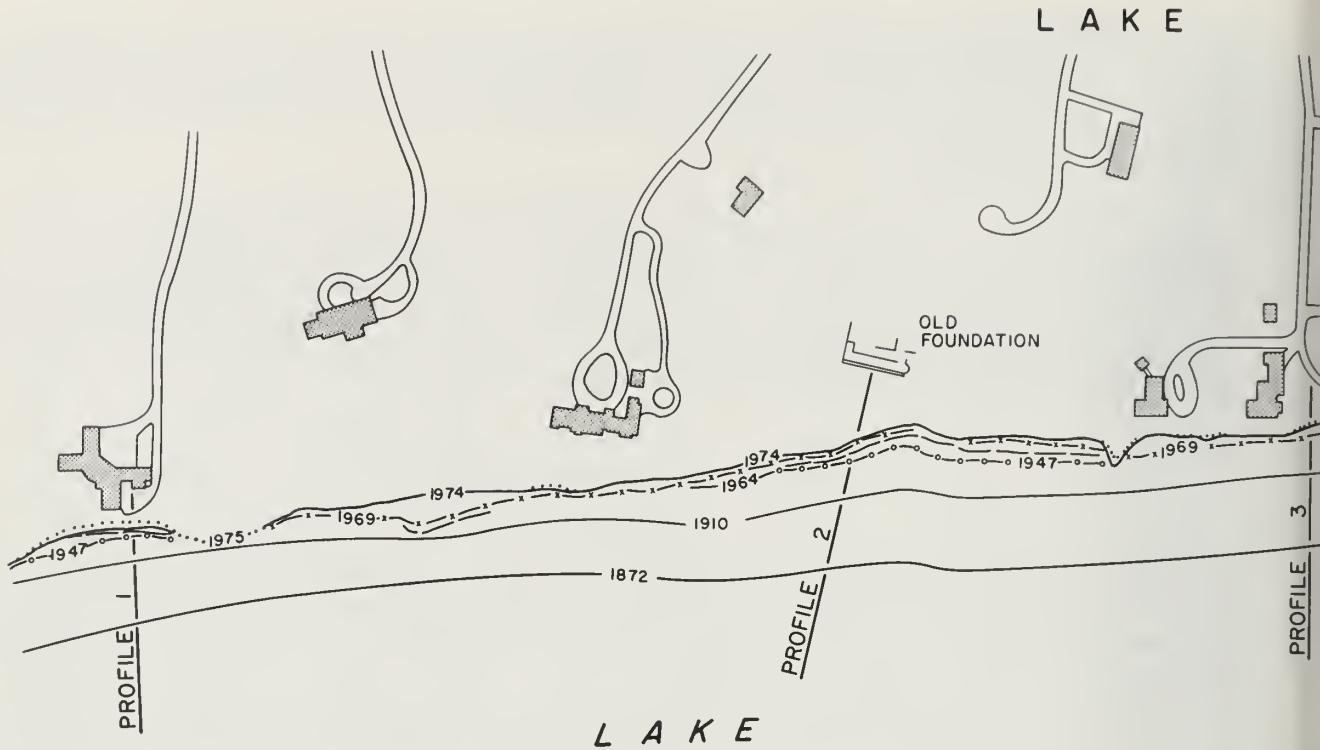 LAKE
OLD
FOUNDATION
1974
1964
1947
1969
1974
1969
1910
1947
1975
1872
PROFILE 1
PROFILE 2
PROFILE 3
LAKE